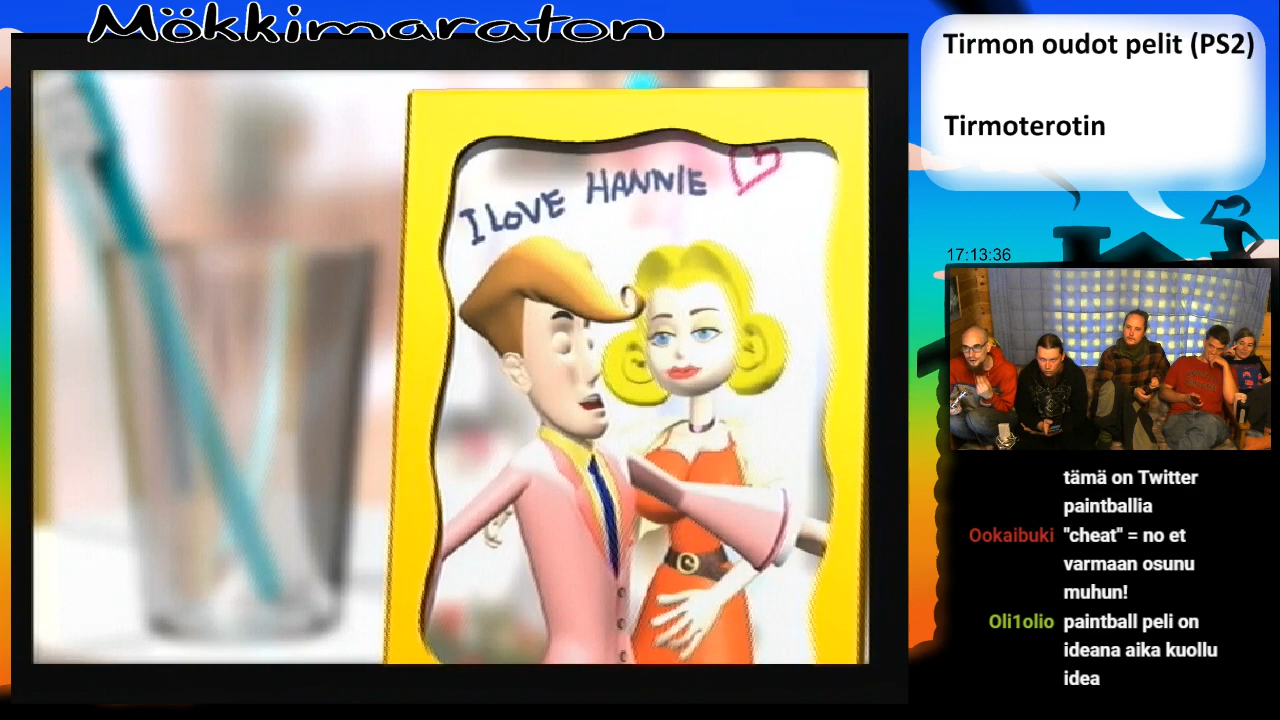 Mökkimaraton
Tirmon oudot pelit (PS2)
Tirmoterotin
I LOVE HANNIE
17:13:36
tämä on Twitter
paintballia
Ookaibuki "cheat" = no et
varmaan osunu
muhun!
Oli1olio paintball peli on
ideana aika kuollu
idea